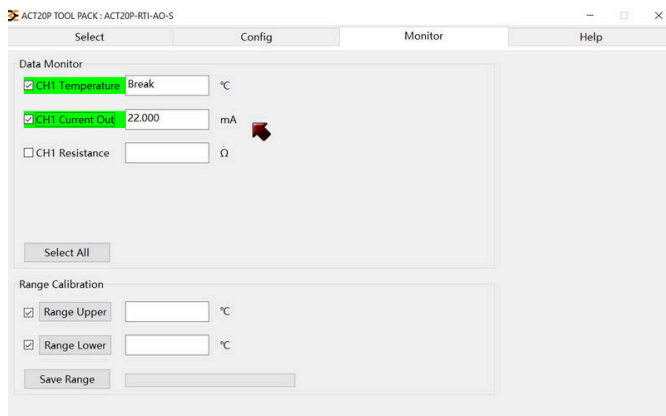 ACT20P TOOL PACK : ACT20P-RTI-AO-S
Select Config Monitor Help
Data Monitor
CH1 Temperature Break °C
CH1 Current Out 22.000 mA
CH1 Resistance Ω
Select All
Range Calibration
Range Upper °C
Range Lower °C
Save Range